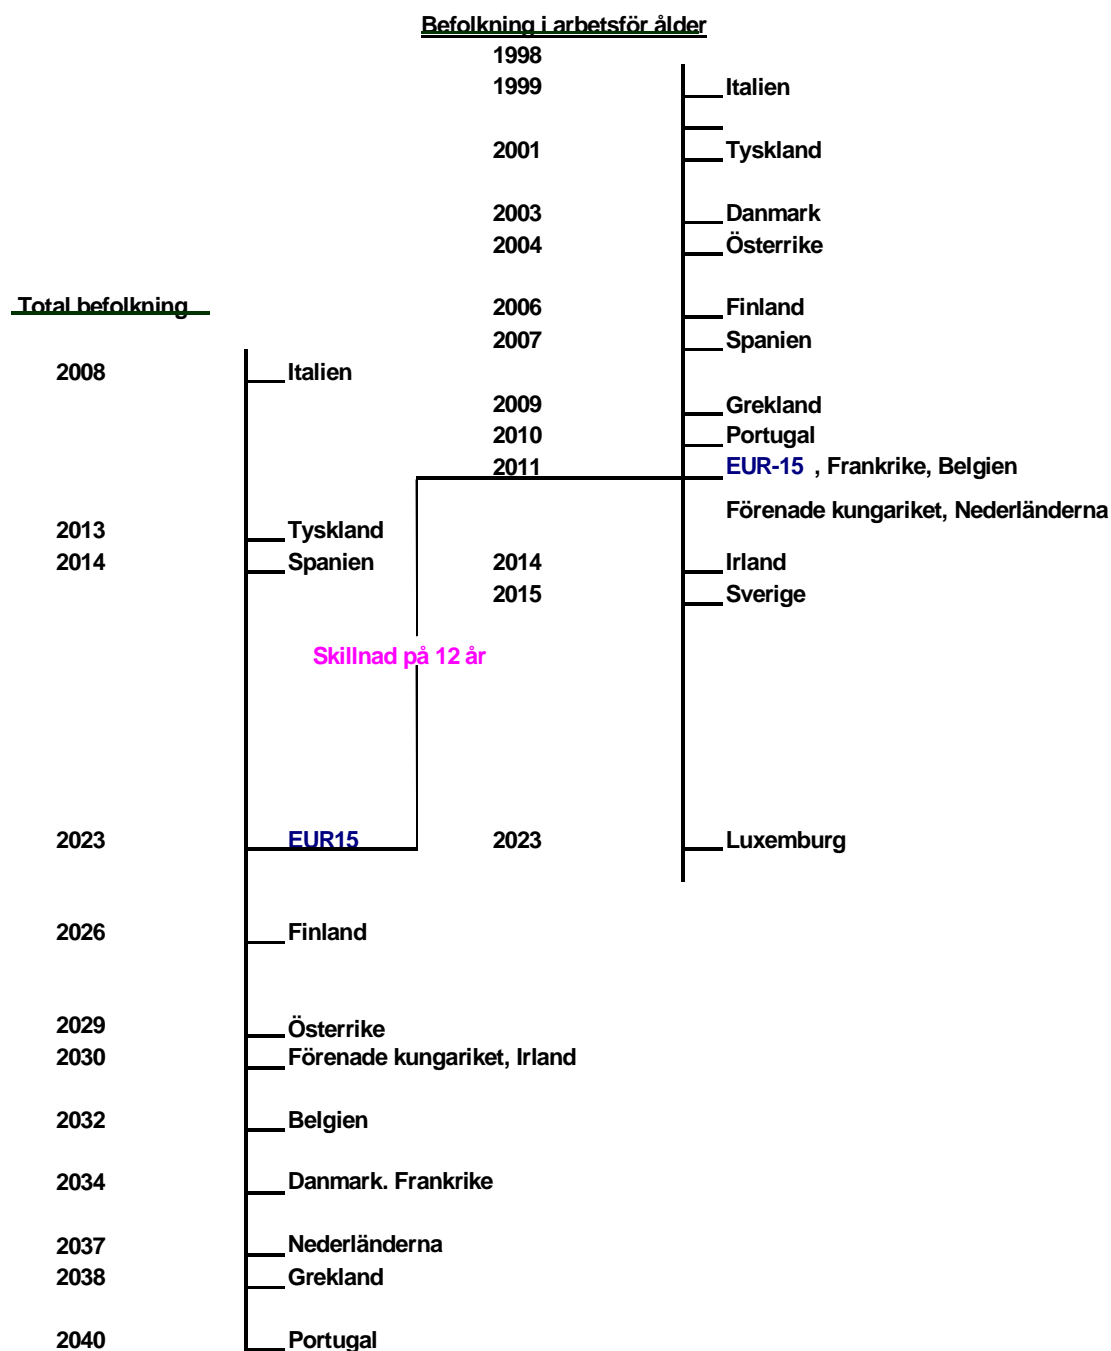 Befolkning i arbetsför ålder
1998
1999 Italien
2001 Tyskland
2003 Danmark
2004 Österrike
Total befolkning 2006 Finland
2007 Spanien
2008 Italien
2009 Grekland
2010 Portugal
2011 EUR-15 , Frankrike, Belgien
Förenade kungariket, Nederländerna
2013 Tyskland
2014 Spanien 2014 Irland
2015 Sverige
Skillnad på 12 år
2023 EUR15 2023 Luxemburg
2026 Finland
2029 Österrike
2030 Förenade kungariket, Irland
2032 Belgien
2034 Danmark. Frankrike
2037 Nederländerna
2038 Grekland
2040 Portugal